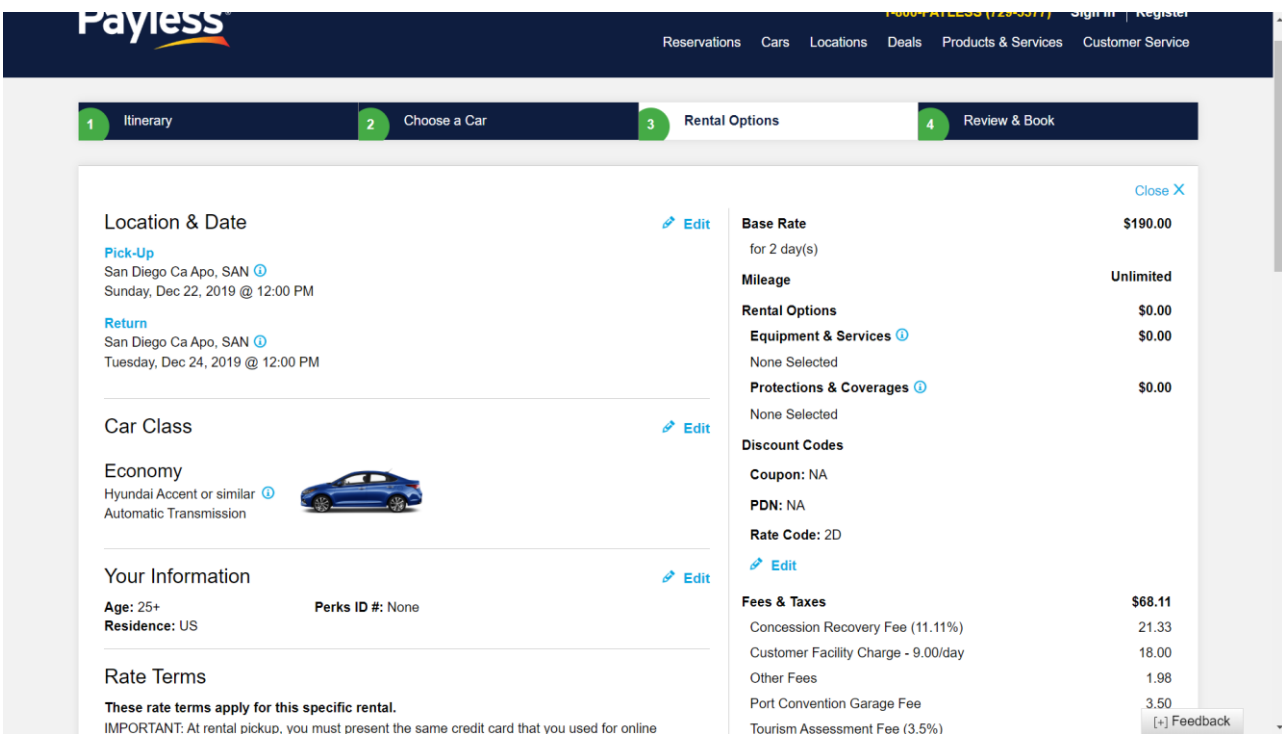 Payless
1-800-PAYLESS (729-5377) Sign In | Register
Reservations Cars Locations Deals Products & Services Customer Service
1 Itinerary
2 Choose a Car
3 Rental Options
4 Review & Book
Close X
Location & Date
Edit
Pick-Up
San Diego Ca Apo, SAN
Sunday, Dec 22, 2019 @ 12:00 PM
Return
San Diego Ca Apo, SAN
Tuesday, Dec 24, 2019 @ 12:00 PM
Car Class
Edit
Economy
Hyundai Accent or similar
Automatic Transmission
Your Information
Edit
Age: 25+ Perks ID #: None
Residence: US
Rate Terms
These rate terms apply for this specific rental.
IMPORTANT: At rental pickup, you must present the same credit card that you used for online
Base Rate $190.00
for 2 day(s)
Mileage Unlimited
Rental Options $0.00
Equipment & Services $0.00
None Selected
Protections & Coverages $0.00
None Selected
Discount Codes
Coupon: NA
PDN: NA
Rate Code: 2D
Edit
Fees & Taxes $68.11
Concession Recovery Fee (11.11%) 21.33
Customer Facility Charge - 9.00/day 18.00
Other Fees 1.98
Port Convention Garage Fee 3.50
Tourism Assessment Fee (3.5%)
[+] Feedback